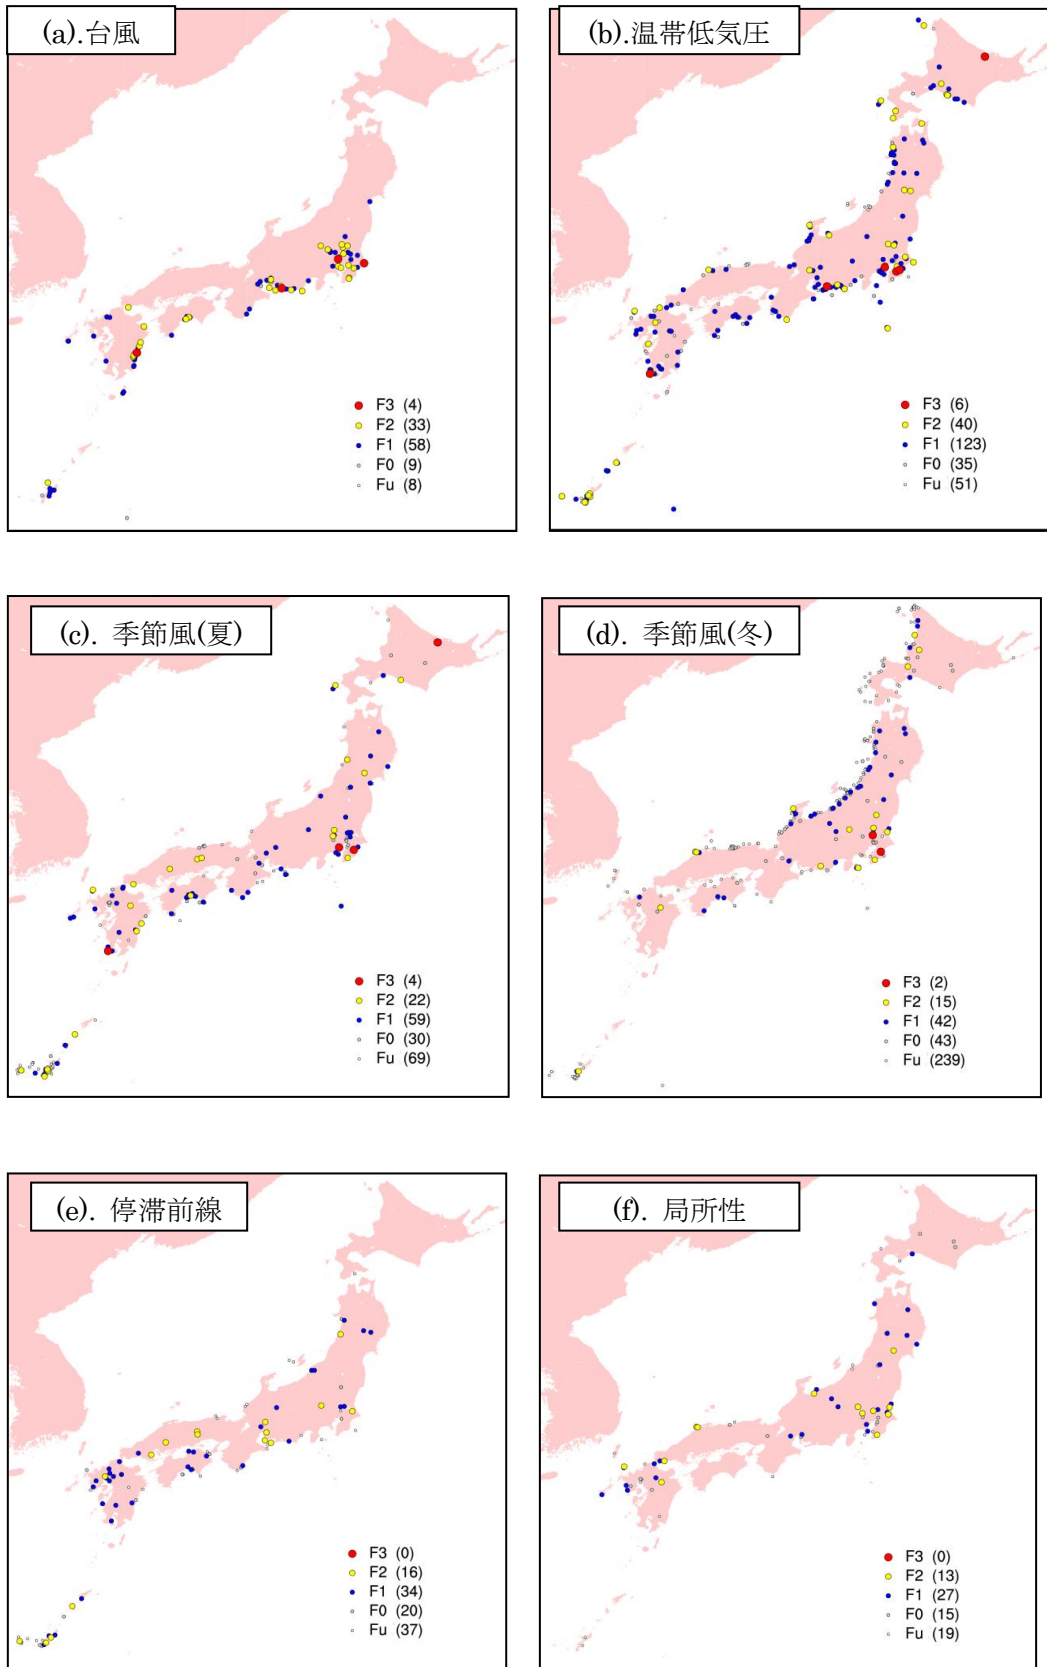 (a).台風
F3 (4)
F2 (33)
F1 (58)
F0 (9)
Fu (8)
(b).温帯低気圧
F3 (6)
F2 (40)
F1 (123)
F0 (35)
Fu (51)
(c). 季節風(夏)
F3 (4)
F2 (22)
F1 (59)
F0 (30)
Fu (69)
(d). 季節風(冬)
F3 (2)
F2 (15)
F1 (42)
F0 (43)
Fu (239)
(e). 停滞前線
F3 (0)
F2 (16)
F1 (34)
F0 (20)
Fu (37)
(f). 局所性
F3 (0)
F2 (13)
F1 (27)
F0 (15)
Fu (19)